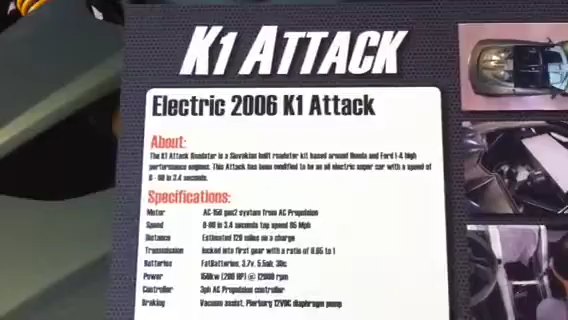 K1 ATTACK
Electric 2006 K1 Attack
About:
The K1 Attack Roadster is a Slovakian built roadster kit based around Honda and Ford I-4 high
performance engines. This Attack has been modified to be an all electric super car with a speed of
0 - 60 in 3.4 seconds.
Specifications:
Motor AC-150 gen2 system from AC Propulsion
Speed 0-60 in 3.4 seconds top speed 95 Mph
Distance Estimated 120 miles on a charge
Transmission locked into first gear with a ratio of 8.65 to 1
Batteries FatBatteries, 3.7v, 5.5ah, 30c
Power 150kw (200 HP) @ 12000 rpm
Controller 3ph AC Propulsion controller
Braking Vacuum assist, Pierburg 12VDC diaphragm pump